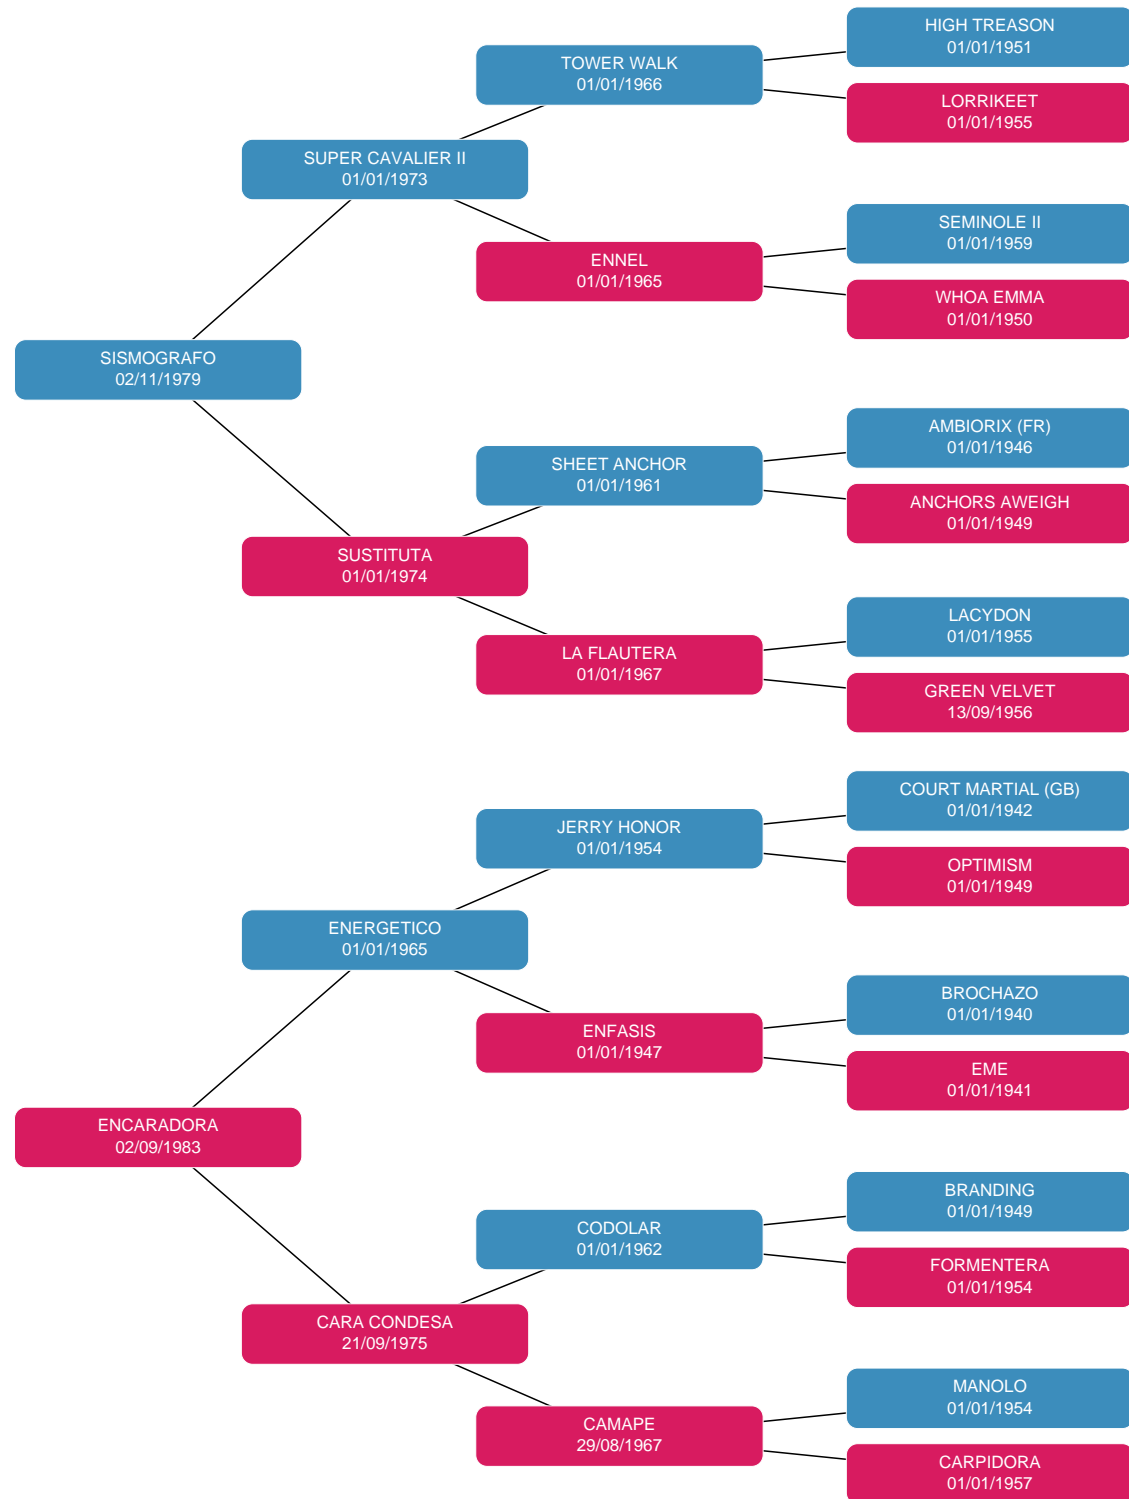 HIGH TREASON
01/01/1951
TOWER WALK
01/01/1966
LORRIKEET
01/01/1955
SUPER CAVALIER II
01/01/1973
SEMINOLE II
01/01/1959
ENNEL
01/01/1965
WHOA EMMA
01/01/1950
SISMOGRAFO
02/11/1979
AMBIORIX (FR)
01/01/1946
SHEET ANCHOR
01/01/1961
ANCHORS AWEIGH
01/01/1949
SUSTITUTA
01/01/1974
LACYDON
01/01/1955
LA FLAUTERA
01/01/1967
GREEN VELVET
13/09/1956
COURT MARTIAL (GB)
01/01/1942
JERRY HONOR
01/01/1954
OPTIMISM
01/01/1949
ENERGETICO
01/01/1965
BROCHAZO
01/01/1940
ENFASIS
01/01/1947
EME
01/01/1941
ENCARADORA
02/09/1983
BRANDING
01/01/1949
CODOLAR
01/01/1962
FORMENTERA
01/01/1954
CARA CONDESA
21/09/1975
MANOLO
01/01/1954
CAMAPE
29/08/1967
CARPIDORA
01/01/1957